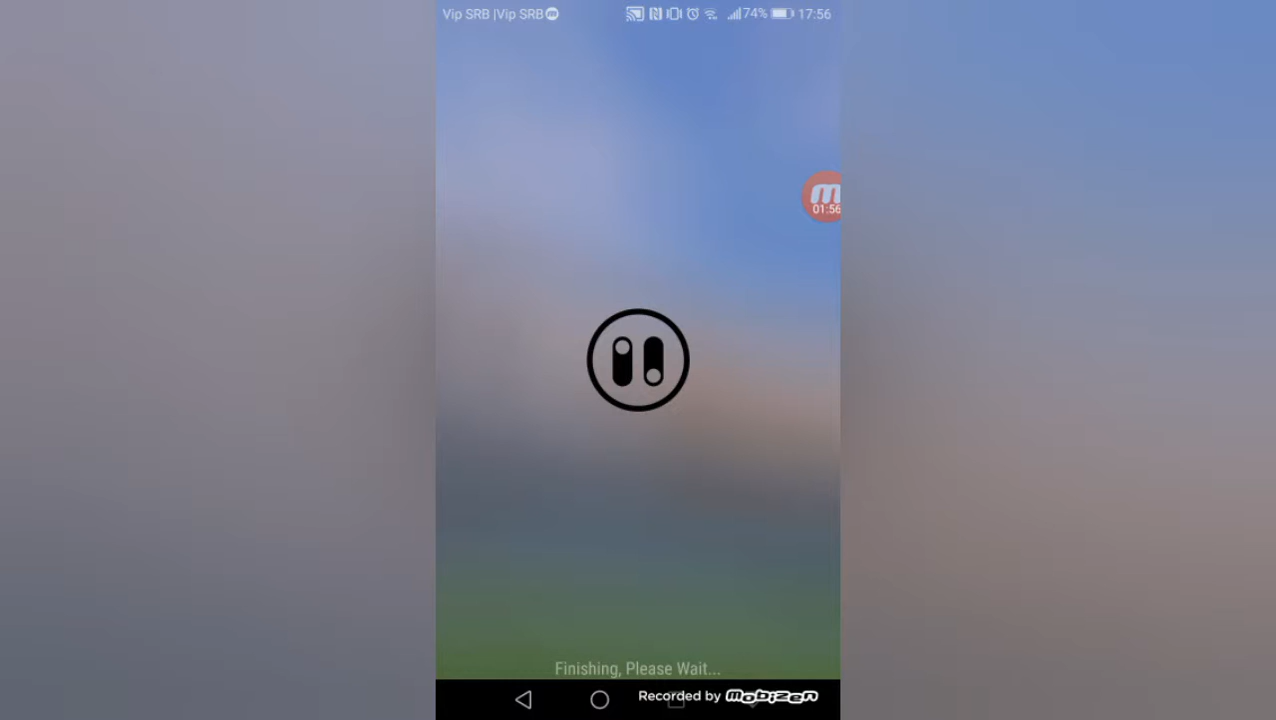 Vip SRB |Vip SRB 74% 17:56
m
01:56
Finishing, Please Wait...
Recorded by mobizen